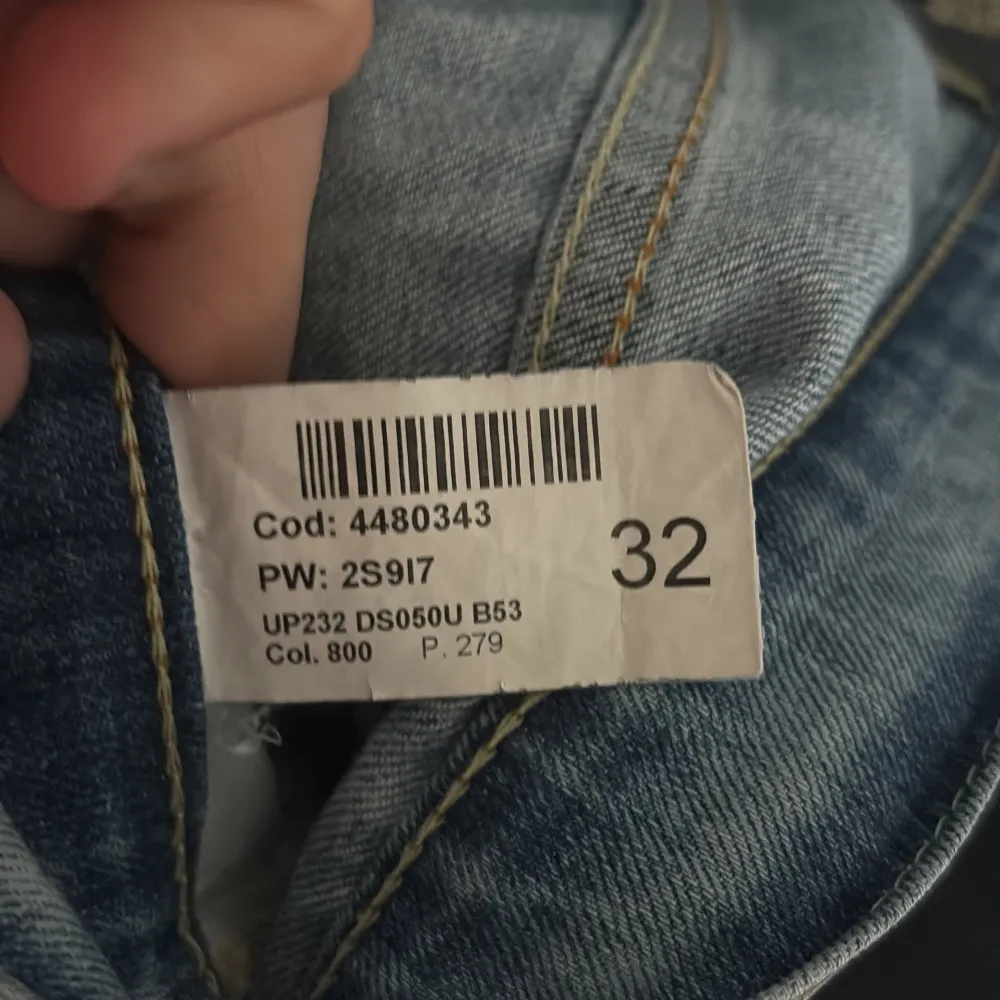 Cod: 4480343
PW: 2S9I7
32
UP232 DS050U B53
Col. 800 P. 279